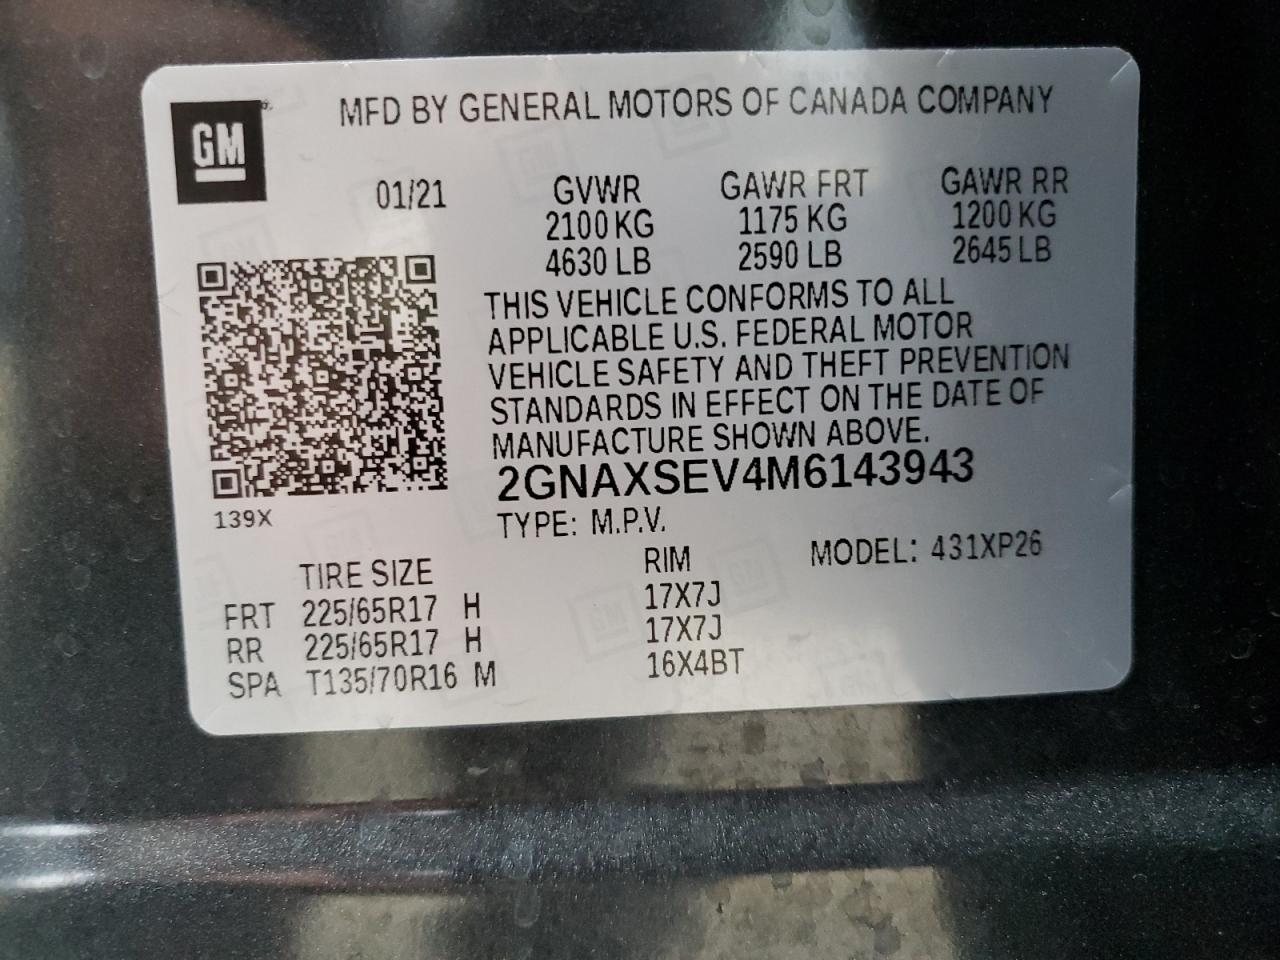 GM
MFD BY GENERAL MOTORS OF CANADA COMPANY
01/21 GVWR GAWR FRT GAWR RR
2100 KG 1175 KG 1200 KG
4630 LB 2590 LB 2645 LB
THIS VEHICLE CONFORMS TO ALL
APPLICABLE U.S. FEDERAL MOTOR
VEHICLE SAFETY AND THEFT PREVENTION
STANDARDS IN EFFECT ON THE DATE OF
MANUFACTURE SHOWN ABOVE.
2GNAXSEV4M6143943
139X
TYPE: M.P.V.
MODEL: 431XP26
TIRE SIZE RIM
FRT 225/65R17 H 17X7J
RR 225/65R17 H 17X7J
SPA T135/70R16 M 16X4BT